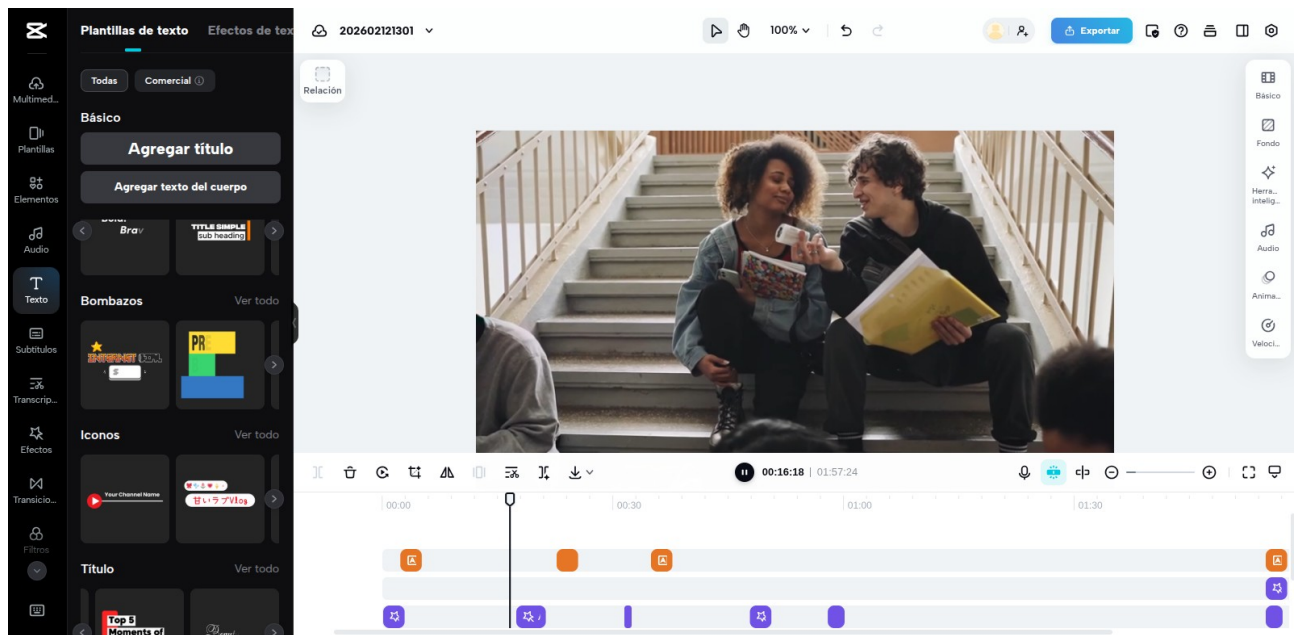 Plantillas de texto
Efectos de tex
Todas
Comercial
Básico
Agregar título
Agregar texto del cuerpo
Brav
TITLE SIMPLE
sub heading
Bombazos
Ver todo
PR
$
Iconos
Ver todo
Your Channel Name
甘いラブVlog
Título
Ver todo
Top 5
Moments of
Multimed...
Plantillas
Elementos
Audio
Texto
Subtítulos
Transcrip...
Efectos
Transicio...
Filtros
202602121301
100%
Exportar
Relación
Básico
Fondo
Herra...
intelig...
Audio
Anima...
Veloci...
00:16:18 | 01:57:24
00:00
00:30
01:00
01:30